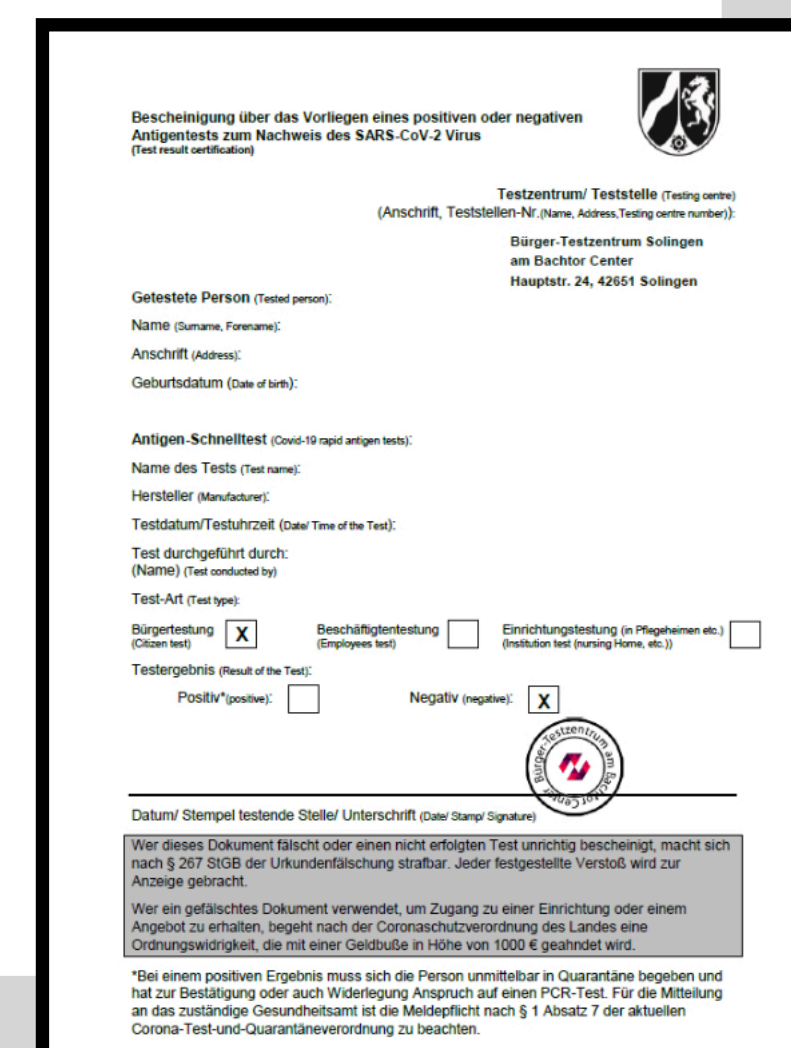 Bescheinigung über das Vorliegen eines positiven oder negativen
Antigentests zum Nachweis des SARS-CoV-2 Virus
(Test result certification)
Testzentrum/ Teststelle (Testing centre)
(Anschrift, Teststellen-Nr.(Name, Address,Testing centre number)):
Bürger-Testzentrum Solingen
am Bachtor Center
Hauptstr. 24, 42651 Solingen
Getestete Person (Tested person):
Name (Surname, Forename):
Anschrift (Address):
Geburtsdatum (Date of birth):
Antigen-Schnelltest (Covid-19 rapid antigen tests):
Name des Tests (Test name):
Hersteller (Manufacturer):
Testdatum/Testuhrzeit (Date/ Time of the Test):
Test durchgeführt durch:
(Name) (Test conducted by)
Test-Art (Test type):
Bürgertestung X Beschäftigtentestung Einrichtungstestung (in Pflegeheimen etc.)
(Citizen test) (Employees test) (Institution test (nursing Home, etc.))
Testergebnis (Result of the Test):
Positiv*(positive): Negativ (negative): X
Bürger-Testzentrum am Bachtor Center
Datum/ Stempel testende Stelle/ Unterschrift (Date/ Stamp/ Signature)
Wer dieses Dokument fälscht oder einen nicht erfolgten Test unrichtig bescheinigt, macht sich
nach § 267 StGB der Urkundenfälschung strafbar. Jeder festgestellte Verstoß wird zur
Anzeige gebracht.
Wer ein gefälschtes Dokument verwendet, um Zugang zu einer Einrichtung oder einem
Angebot zu erhalten, begeht nach der Coronaschutzverordnung des Landes eine
Ordnungswidrigkeit, die mit einer Geldbuße in Höhe von 1000 € geahndet wird.
*Bei einem positiven Ergebnis muss sich die Person unmittelbar in Quarantäne begeben und
hat zur Bestätigung oder auch Widerlegung Anspruch auf einen PCR-Test. Für die Mitteilung
an das zuständige Gesundheitsamt ist die Meldepflicht nach § 1 Absatz 7 der aktuellen
Corona-Test-und-Quarantäneverordnung zu beachten.